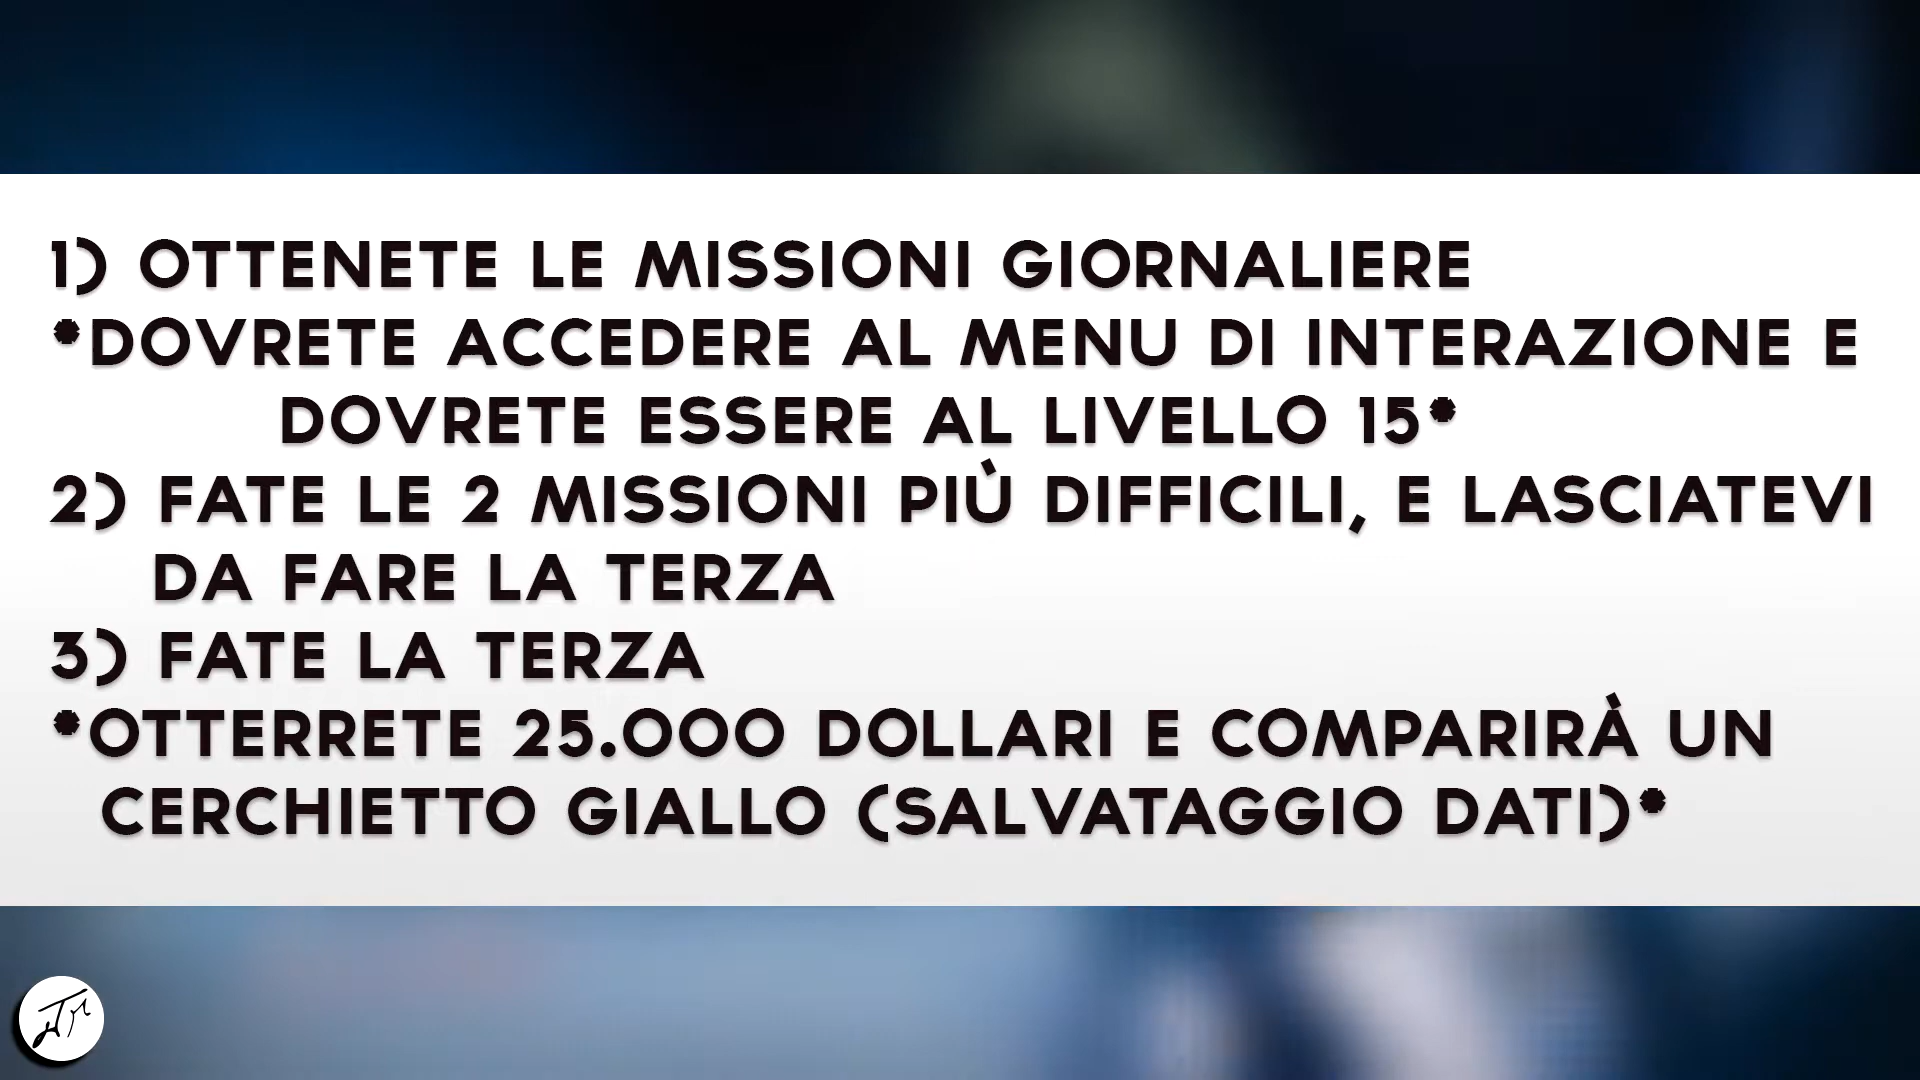 1) OTTENETE LE MISSIONI GIORNALIERE
*DOVRETE ACCEDERE AL MENU DI INTERAZIONE E
DOVRETE ESSERE AL LIVELLO 15*
2) FATE LE 2 MISSIONI PIÙ DIFFICILI, E LASCIATEVI
DA FARE LA TERZA
3) FATE LA TERZA
*OTTERRETE 25.000 DOLLARI E COMPARIRÀ UN
CERCHIETTO GIALLO (SALVATAGGIO DATI)*